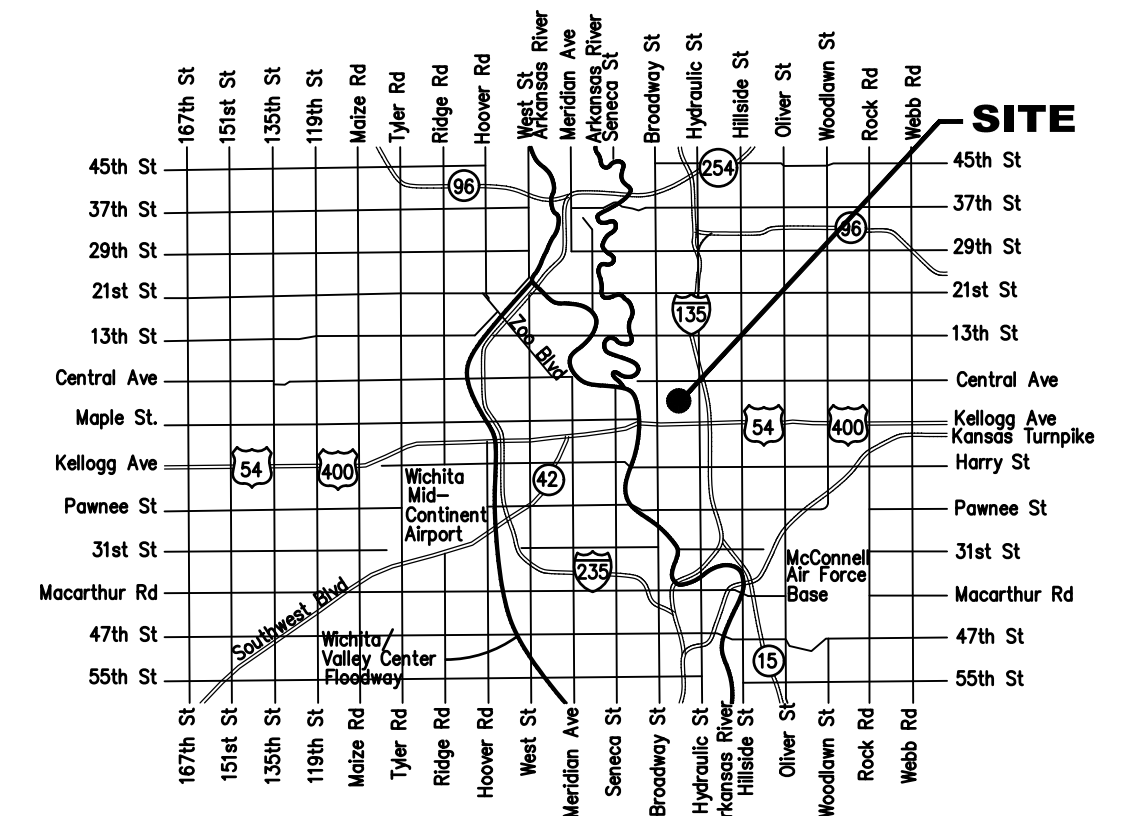 167th St
151st St
135th St
119th St
Maize Rd
Tyler Rd
Ridge Rd
Hoover Rd
West St
Arkansas River
Meridian Ave
Arkansas River
Seneca St
Broadway St
Hydraulic St
Hillside St
Oliver St
Woodlawn St
Rock Rd
Webb Rd
SITE
45th St
37th St
29th St
21st St
13th St
Central Ave
Maple St.
Kellogg Ave
Pawnee St
31st St
Macarthur Rd
47th St
55th St
96
254
96
135
Zoo Blvd
54
400
54
400
42
Wichita
Mid–
Continent
Airport
235
McConnell
Air Force
Base
Southwest Blvd
Wichita/
Valley Center
Floodway
15
45th St
37th St
29th St
21st St
13th St
Central Ave
Kellogg Ave
Kansas Turnpike
Harry St
Pawnee St
31st St
Macarthur Rd
47th St
55th St
167th St
151st St
135th St
119th St
Maize Rd
Tyler Rd
Ridge Rd
Hoover Rd
West St
Meridian Ave
Seneca St
Broadway St
Hydraulic St
rkansas River
Hillside St
Oliver St
Woodlawn St
Rock Rd
Webb Rd